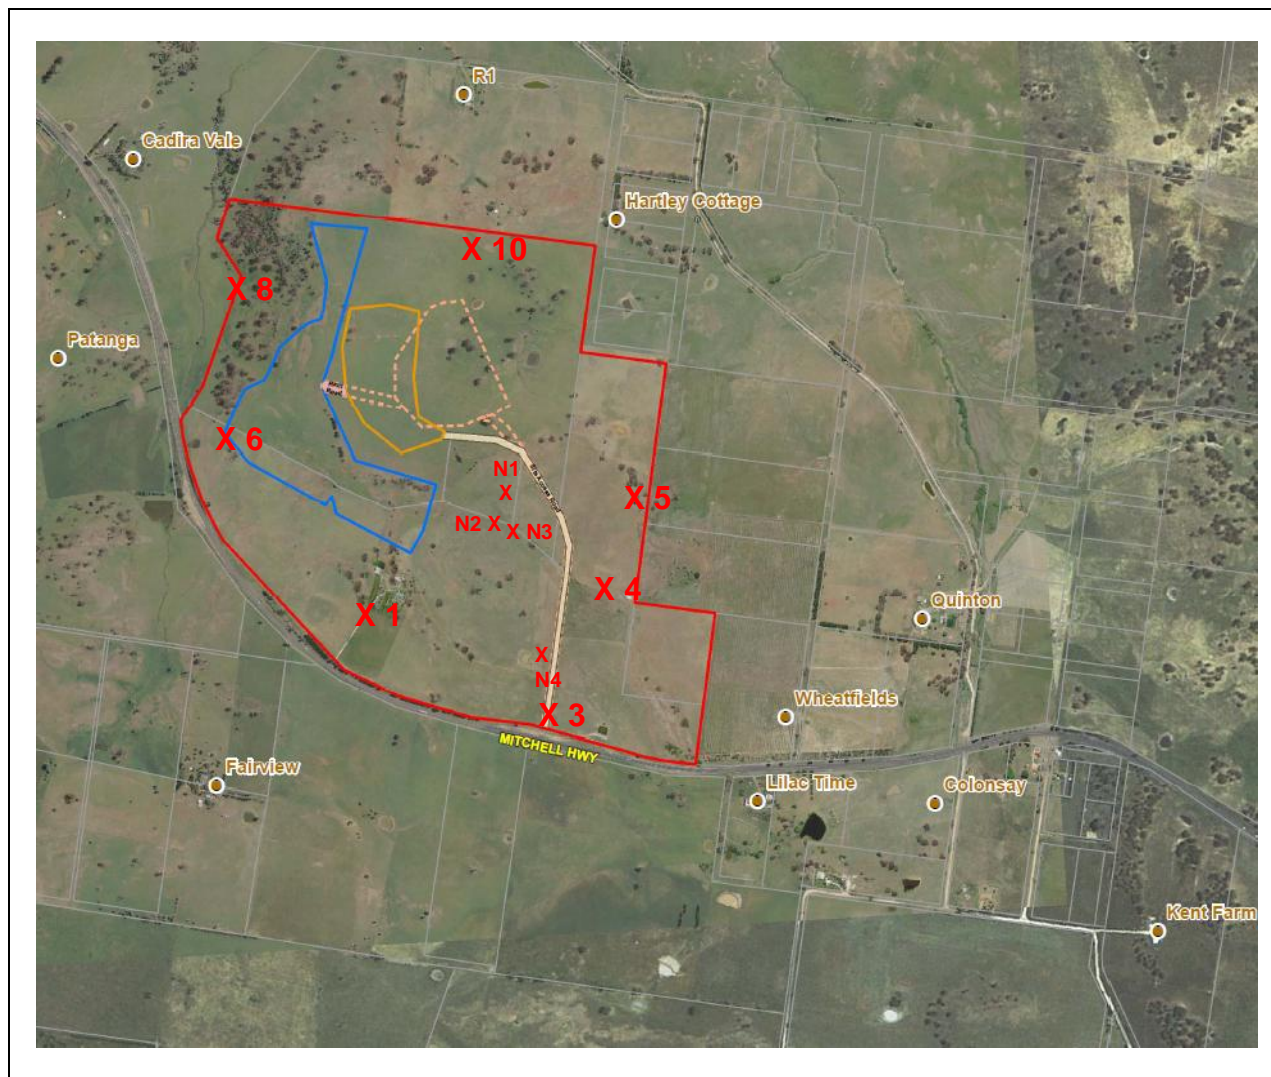 R1
Cadira Vale
Hartley Cottage
X 10
X 8
Patanga
X 6
N1
X
X 5
N2 X
X N3
X 4
Quinton
X 1
X
N4
Wheatfields
X 3
MITCHELL HWY
Fairview
Lilac Time
Colonsay
Kent Farm